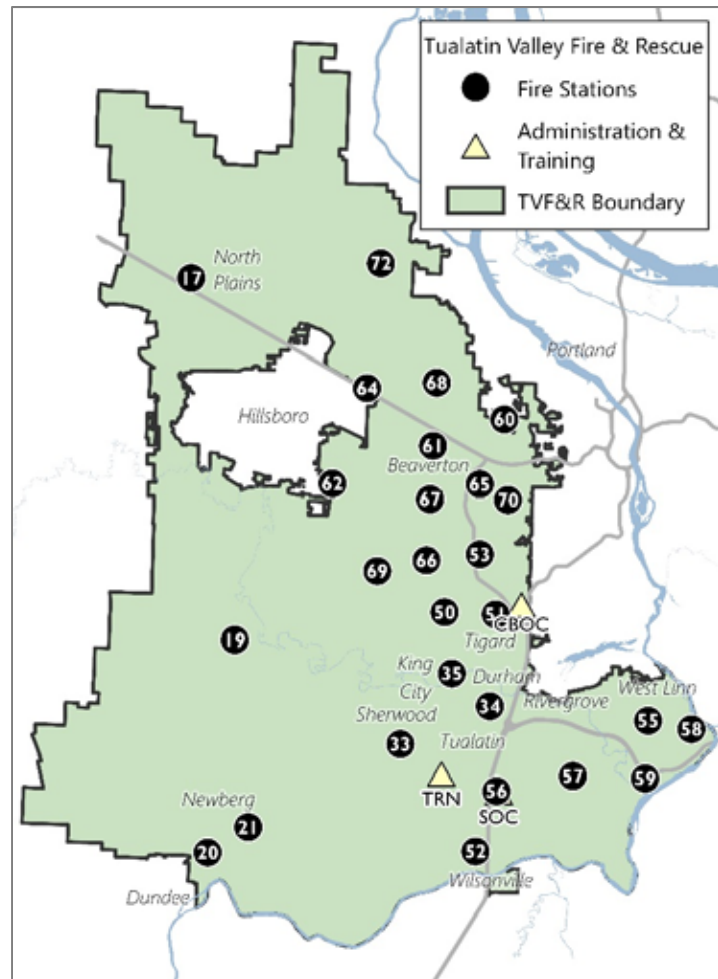 Tualatin Valley Fire & Rescue
Fire Stations
Administration &
Training
TVF&R Boundary
North
Plains
17
72
Portland
64
68
Hillsboro
60
61
Beaverton
62
65
67
70
53
66
69
50
51
CBOC
19
Tigard
King
City
35
Durham
West Linn
Rivergrove
34
55
58
Sherwood
33
Tualatin
57
59
TRN
56
SOC
Newberg
21
20
52
Wilsonville
Dundee